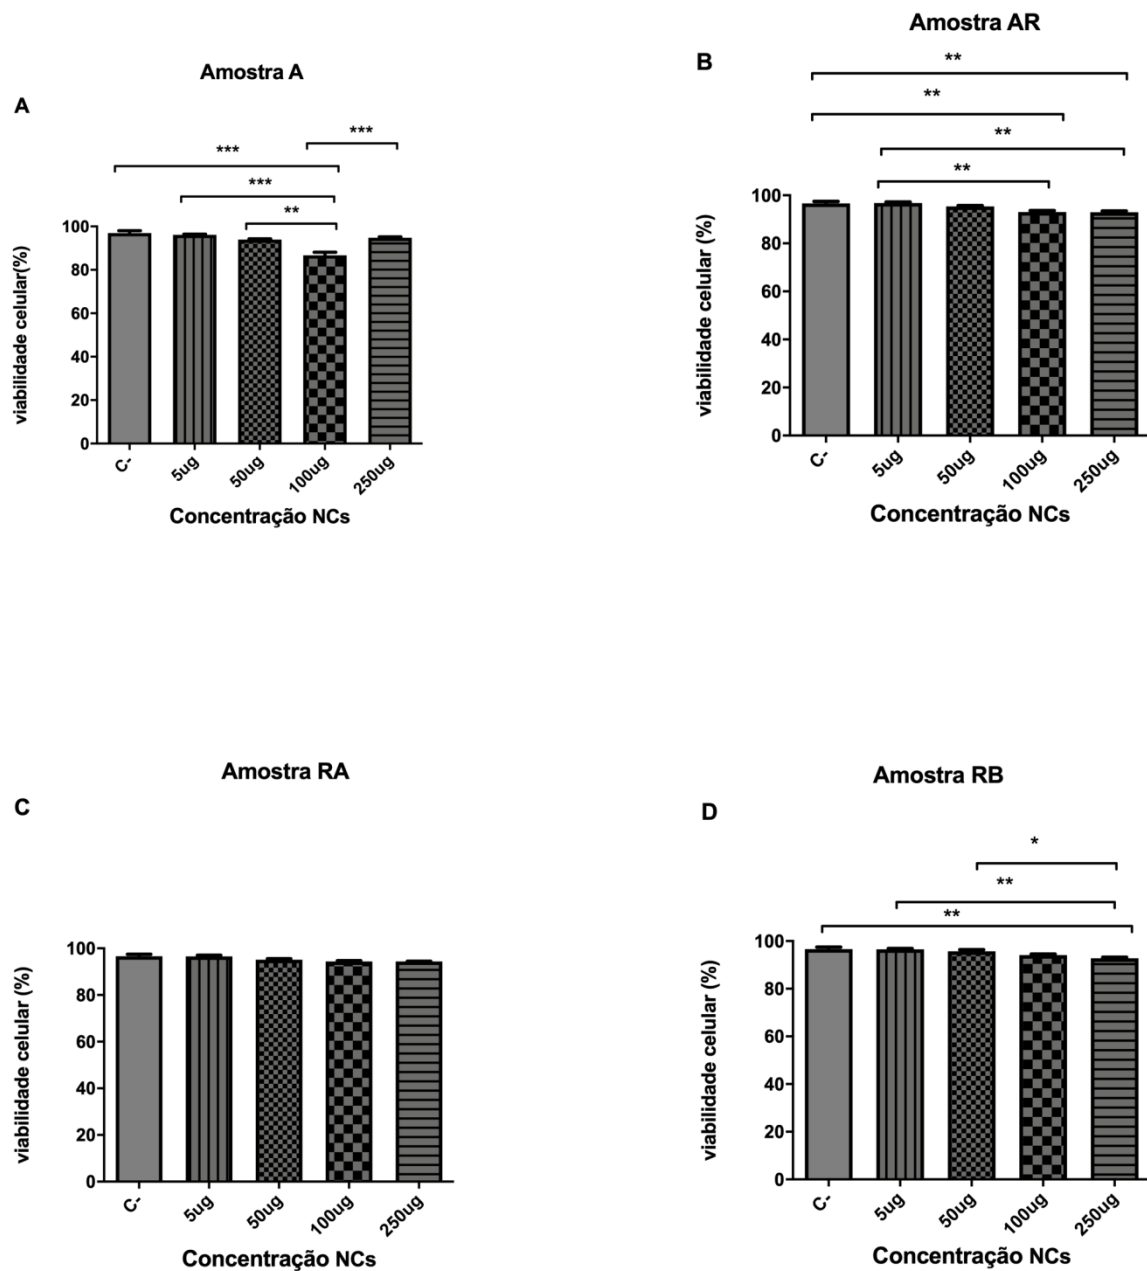 Amostra A
A
***
***
***
**
viabilidade celular(%)
100
80
60
40
20
0
C-
5ug
50ug
100ug
250ug
Concentração NCs
Amostra AR
B
**
**
**
**
viabilidade celular (%)
100
80
60
40
20
0
C-
5ug
50ug
100ug
250ug
Concentração NCs
Amostra RA
C
viabilidade celular (%)
100
80
60
40
20
0
C-
5ug
50ug
100ug
250ug
Concentração NCs
Amostra RB
D
*
**
**
viabilidade celular (%)
100
80
60
40
20
0
C-
5ug
50ug
100ug
250ug
Concentração NCs